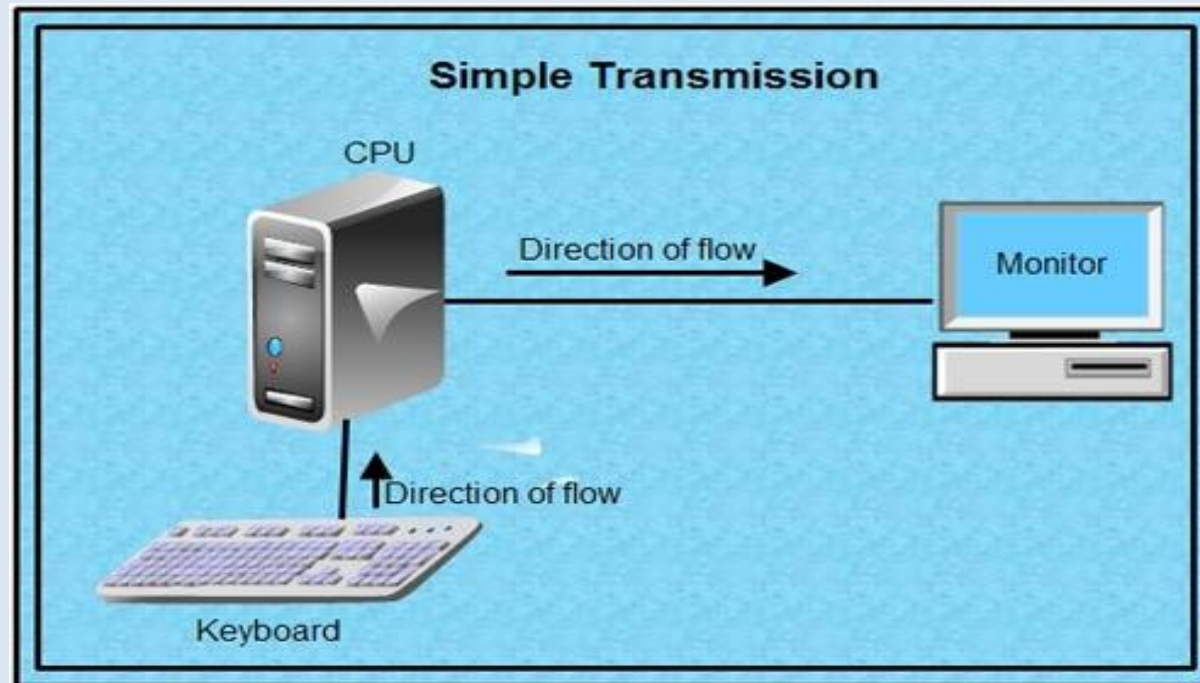 Simple Transmission
CPU
Direction of flow
Monitor
Direction of flow
Keyboard